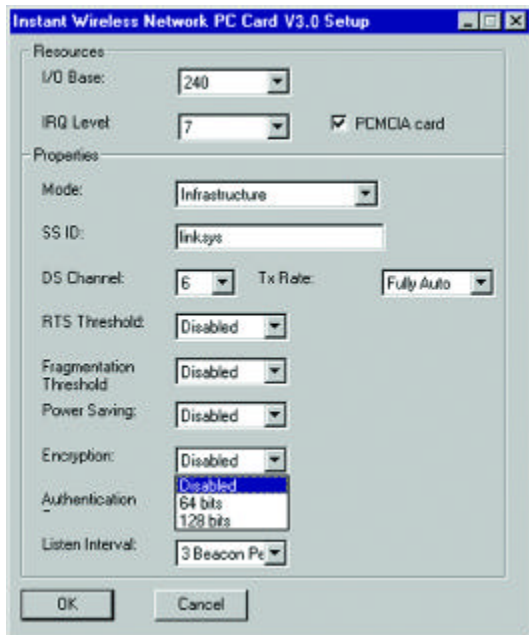 Instant Wireless Network PC Card V3.0 Setup
Resources
I/O Base: 240
IRQ Level: 7 PCMCIA card
Properties
Mode: Infrastructure
SS ID: linksys
DS Channel: 6 Tx Rate: Fully Auto
RTS Threshold: Disabled
Fragmentation Threshold Disabled
Power Saving: Disabled
Encryption: Disabled
Disabled
64 bits
128 bits
Authentication
Listen Interval: 3 Beacon Pe
OK Cancel